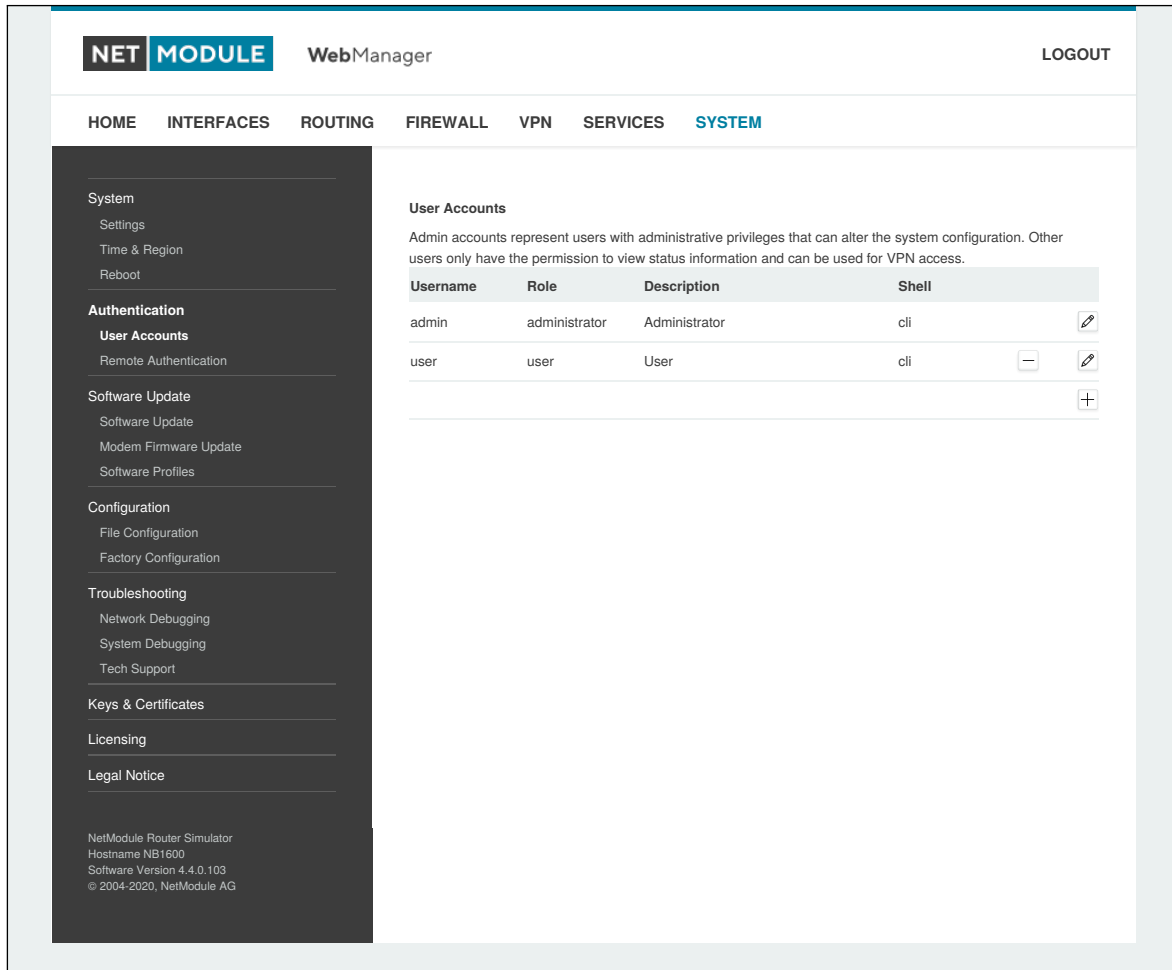 NET MODULE WebManager LOGOUT
HOME INTERFACES ROUTING FIREWALL VPN SERVICES SYSTEM
System
Settings
Time & Region
Reboot
Authentication
User Accounts
Remote Authentication
Software Update
Software Update
Modem Firmware Update
Software Profiles
Configuration
File Configuration
Factory Configuration
Troubleshooting
Network Debugging
System Debugging
Tech Support
Keys & Certificates
Licensing
Legal Notice
NetModule Router Simulator
Hostname NB1600
Software Version 4.4.0.103
© 2004-2020, NetModule AG
User Accounts
Admin accounts represent users with administrative privileges that can alter the system configuration. Other
users only have the permission to view status information and can be used for VPN access.
Username Role Description Shell
admin administrator Administrator cli
user user User cli